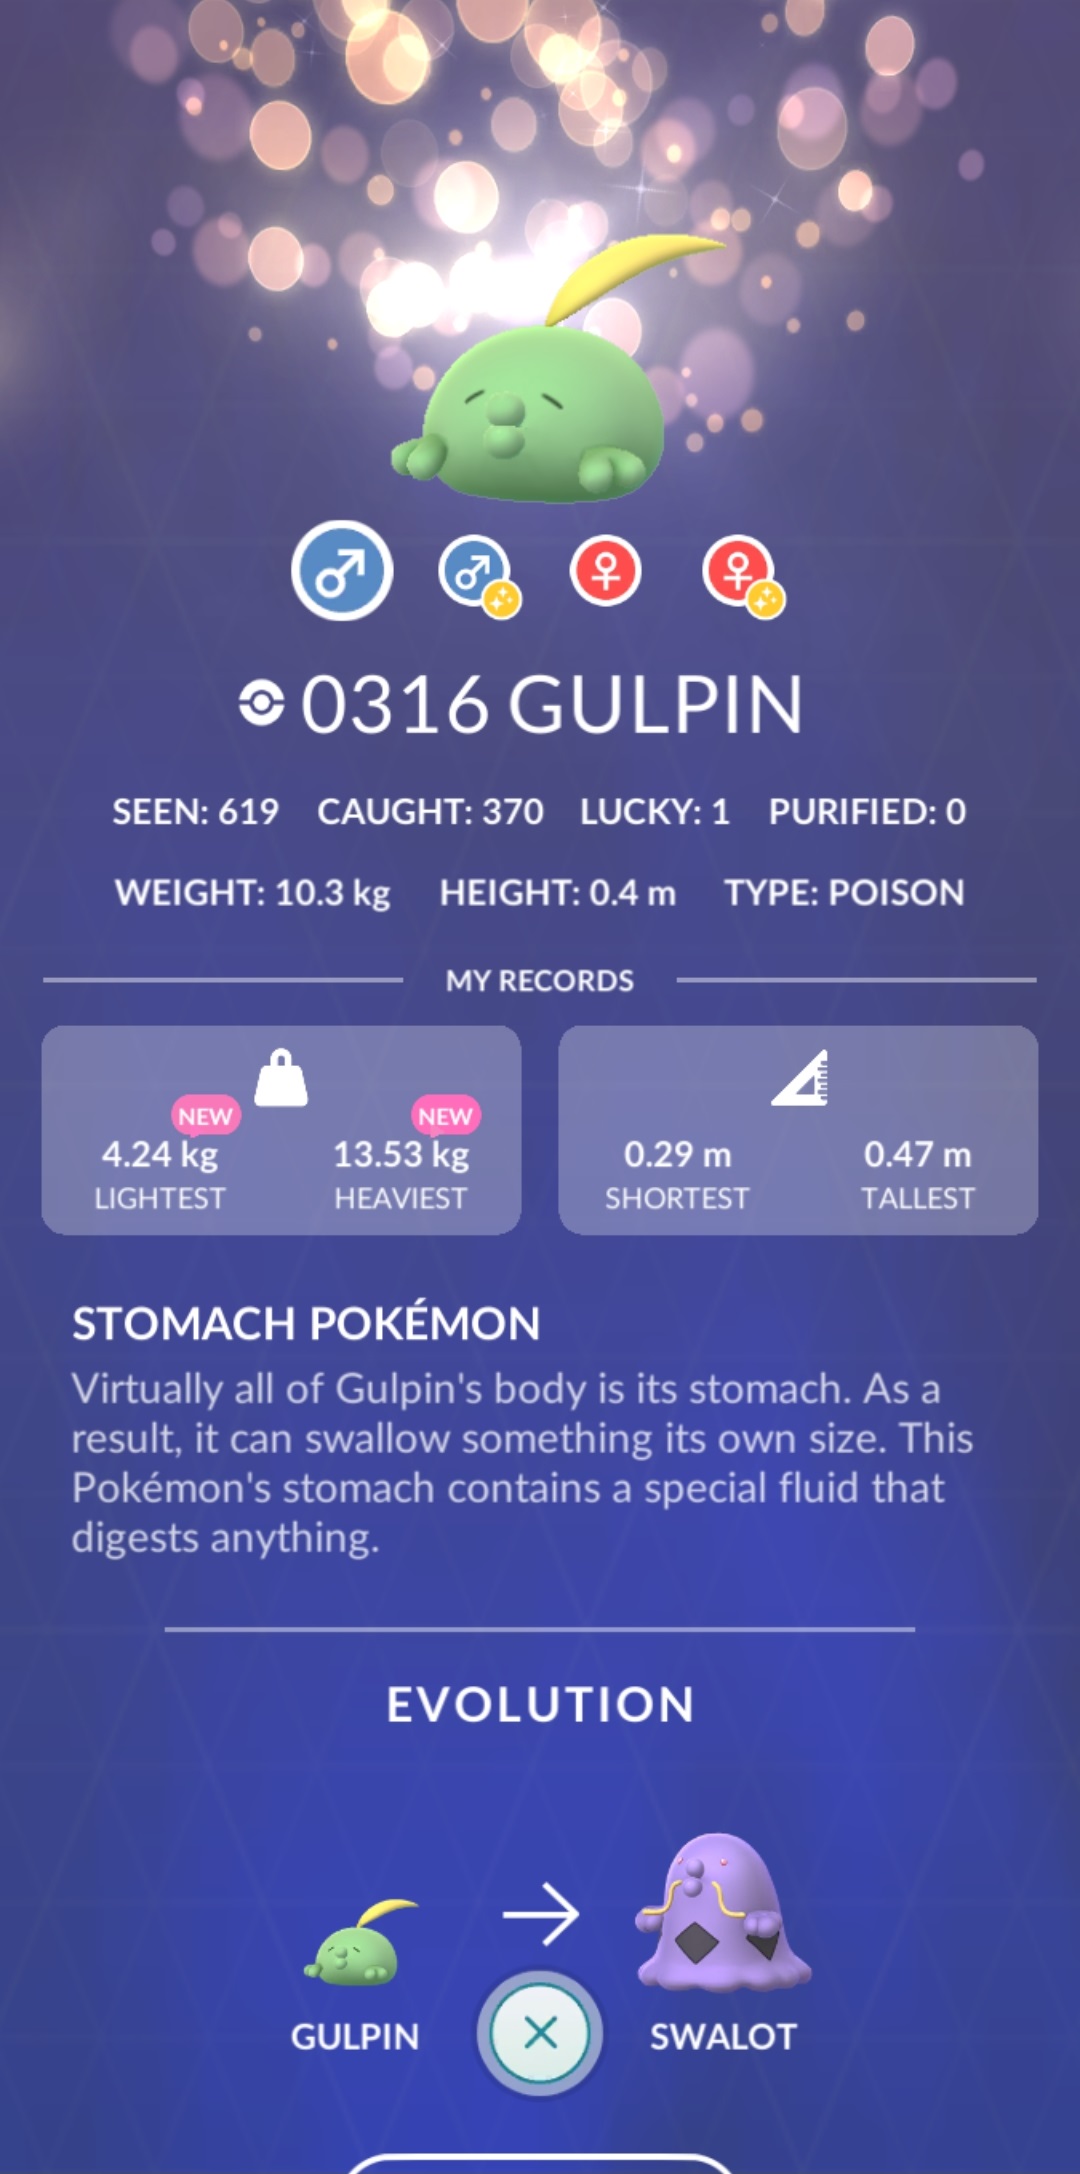 0316 GULPIN
SEEN: 619 CAUGHT: 370 LUCKY: 1 PURIFIED: 0
WEIGHT: 10.3 kg HEIGHT: 0.4 m TYPE: POISON
MY RECORDS
NEW NEW
4.24 kg 13.53 kg 0.29 m 0.47 m
LIGHTEST HEAVIEST SHORTEST TALLEST
STOMACH POKÉMON
Virtually all of Gulpin's body is its stomach. As a
result, it can swallow something its own size. This
Pokémon's stomach contains a special fluid that
digests anything.
EVOLUTION
GULPIN SWALOT